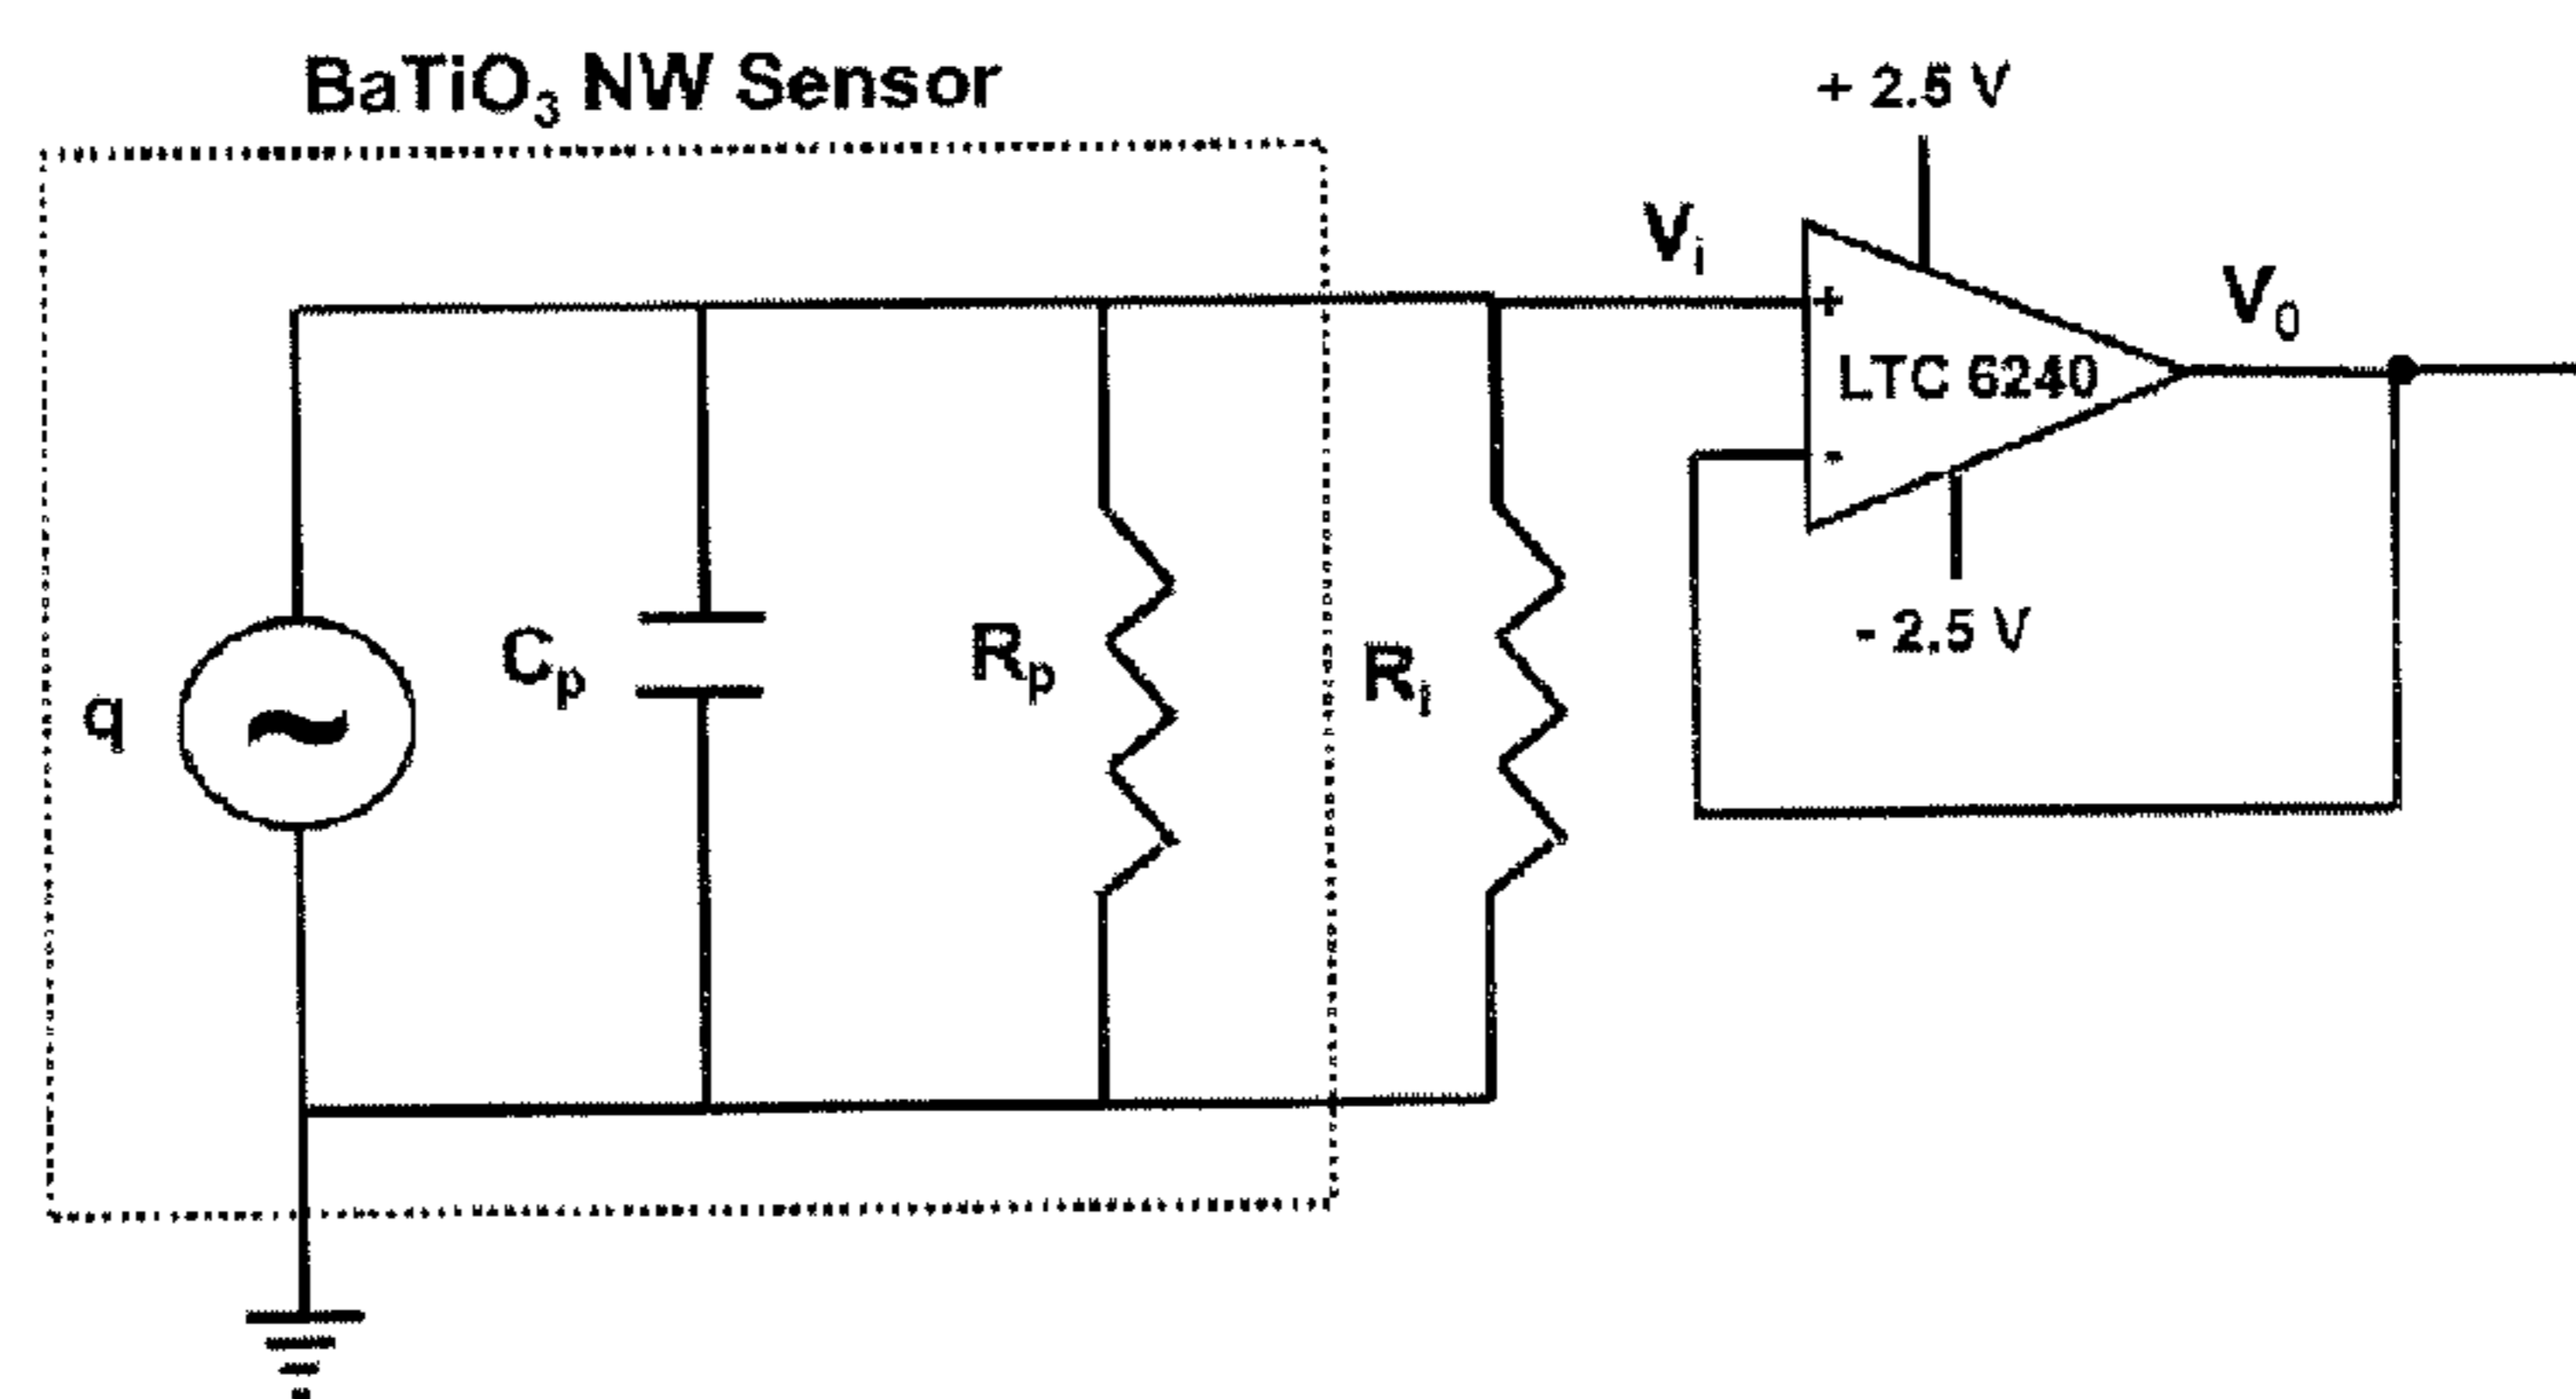 BaTiO₃ NW Sensor
+ 2.5 V
Vᵢ
V₀
+
LTC 6240
-
- 2.5 V
q
~
Cₚ
Rₚ
Rᵢ